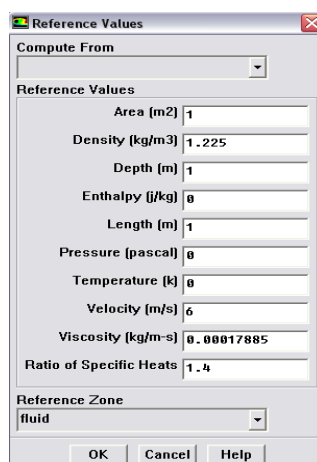 Reference Values
Compute From
Reference Values
Area (m2) 1
Density (kg/m3) 1.225
Depth (m) 1
Enthalpy (j/kg) 0
Length (m) 1
Pressure (pascal) 0
Temperature (k) 0
Velocity (m/s) 6
Viscosity (kg/m-s) 0.00017885
Ratio of Specific Heats 1.4
Reference Zone
fluid
OK Cancel Help